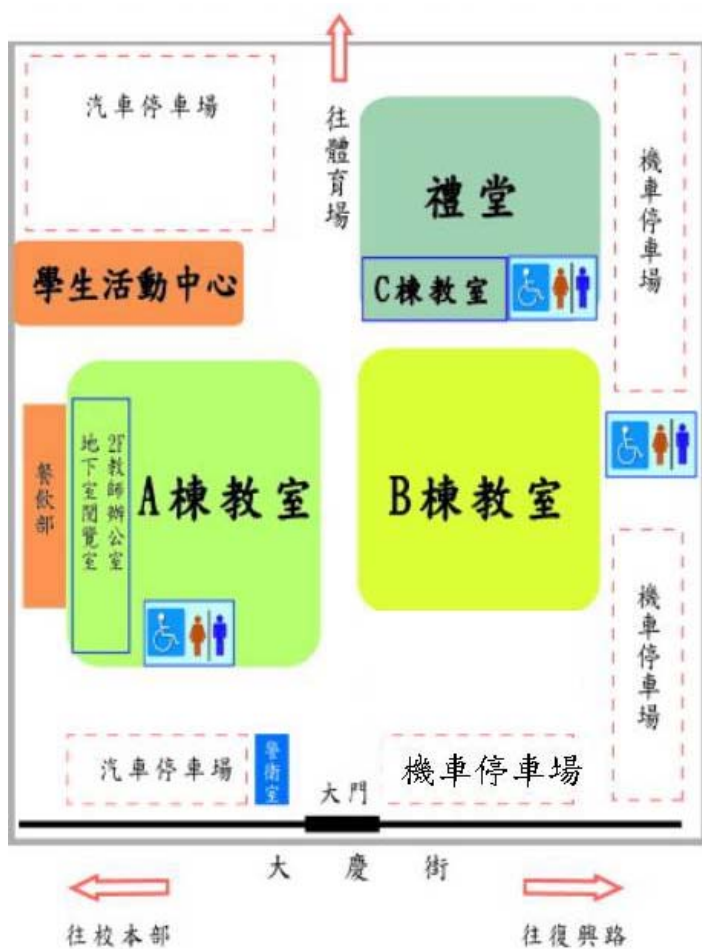 汽車停車場
往體育場
禮堂
機車停車場
學生活動中心
C棟教室
餐飲部
2F教師辦公室
地下室閱覽室
A棟教室
B棟教室
機車停車場
汽車停車場
警衛室
大門
機車停車場
大慶街
往校本部
往復興路